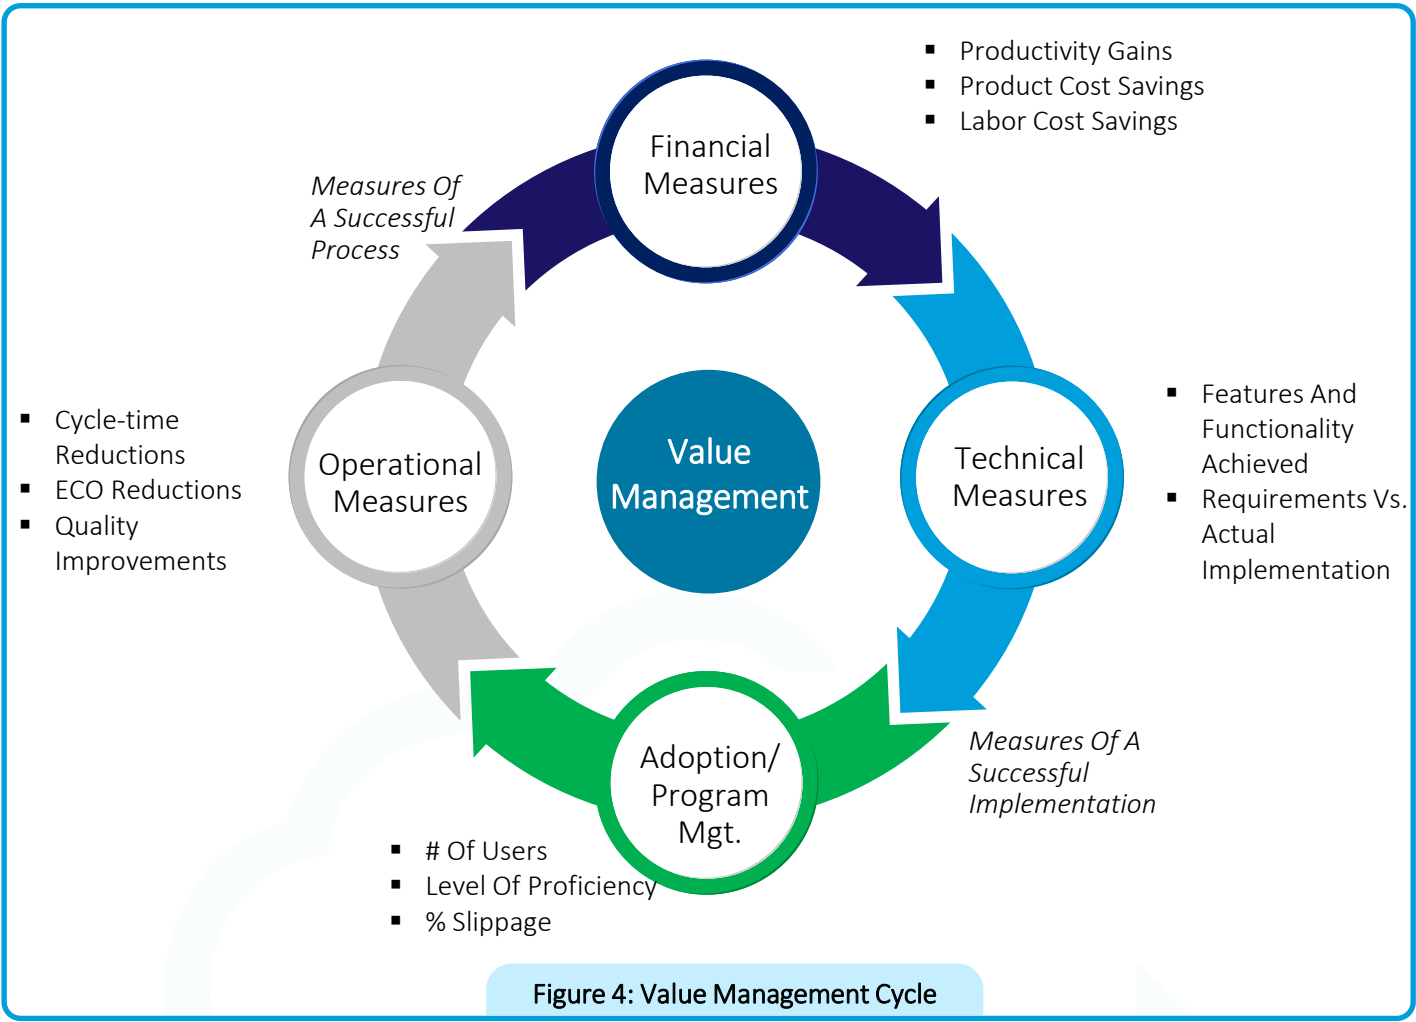 Productivity Gains
Product Cost Savings
Labor Cost Savings
Financial
Measures
Measures Of
A Successful
Process
Cycle-time
Reductions
ECO Reductions
Quality
Improvements
Operational
Measures
Value
Management
Technical
Measures
Features And
Functionality
Achieved
Requirements Vs.
Actual
Implementation
Measures Of A
Successful
Implementation
Adoption/
Program
Mgt.
# Of Users
Level Of Proficiency
% Slippage
Figure 4: Value Management Cycle